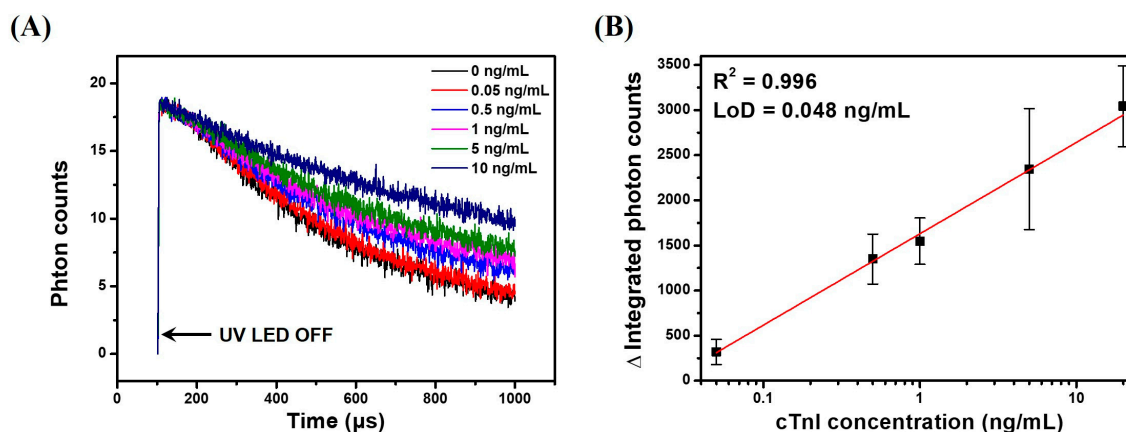 (A)
Phton counts
20
15
10
5
0
0 ng/mL
0.05 ng/mL
0.5 ng/mL
1 ng/mL
5 ng/mL
10 ng/mL
UV LED OFF
0 200 400 600 800 1000
Time (µs)
(B)
Δ Integrated photon counts
3500
3000
2500
2000
1500
1000
500
0
R² = 0.996
LoD = 0.048 ng/mL
0.1 1 10
cTnI concentration (ng/mL)